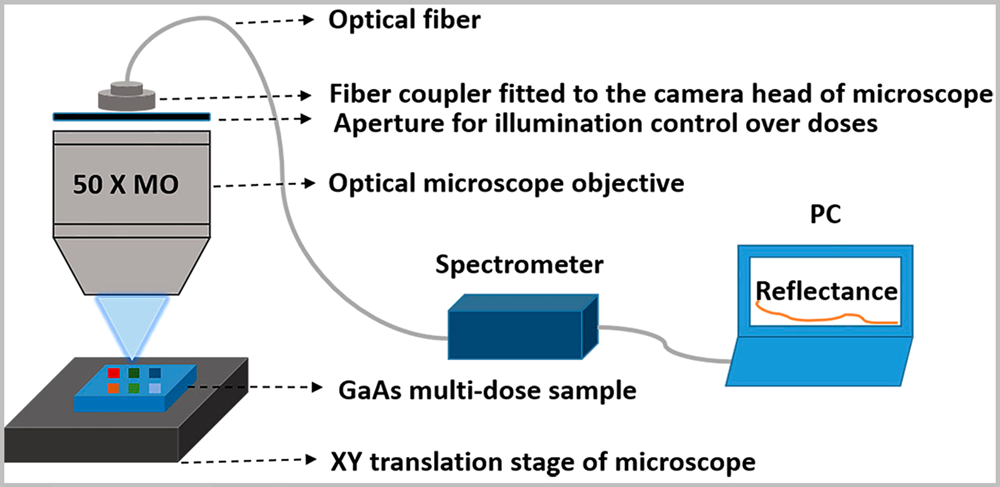 Optical fiber
Fiber coupler fitted to the camera head of microscope
Aperture for illumination control over doses
50 X MO
Optical microscope objective
PC
Spectrometer
Reflectance
GaAs multi-dose sample
XY translation stage of microscope